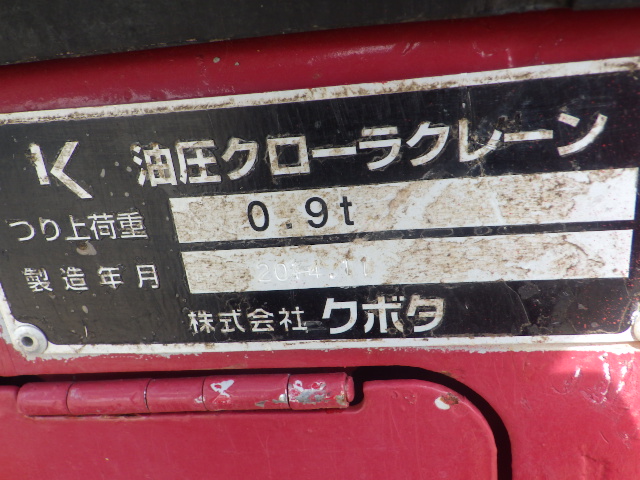 K 油圧クローラクレーン
つり上荷重 0.9t
製造年月
株式会社 クボタ